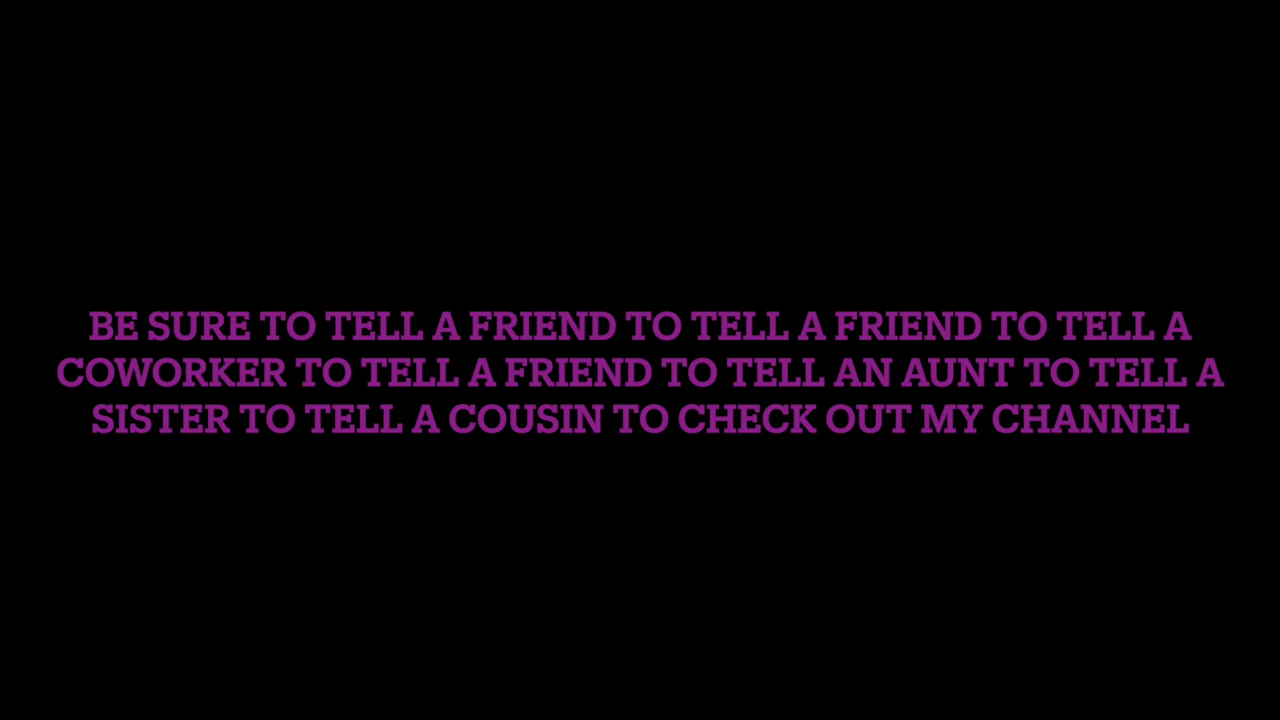 BE SURE TO TELL A FRIEND TO TELL A FRIEND TO TELL A
COWORKER TO TELL A FRIEND TO TELL AN AUNT TO TELL A
SISTER TO TELL A COUSIN TO CHECK OUT MY CHANNEL